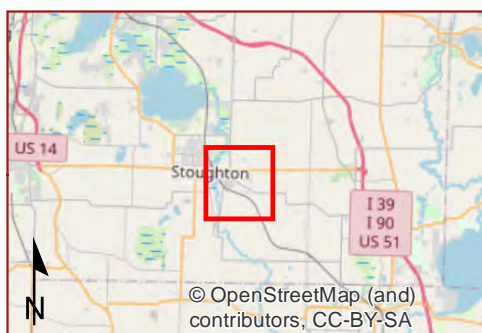 US 14
Stoughton
I 39
I 90
US 51
N
© OpenStreetMap (and)
contributors, CC-BY-SA